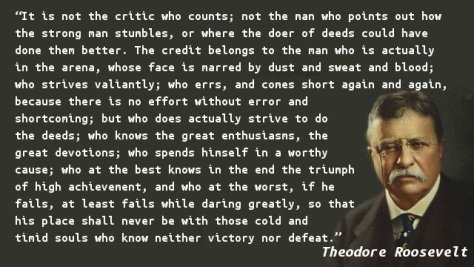 “It is not the critic who counts; not the man who points out how
the strong man stumbles, or where the doer of deeds could have
done them better. The credit belongs to the man who is actually
in the arena, whose face is marred by dust and sweat and blood;
who strives valiantly; who errs, and comes short again and again,
because there is no effort without error and
shortcoming; but who does actually strive to do
the deeds; who knows the great enthusiasms, the
great devotions; who spends himself in a worthy
cause; who at the best knows in the end the triumph
of high achievement, and who at the worst, if he
fails, at least fails while daring greatly, so that
his place shall never be with those cold and
timid souls who know neither victory nor defeat.”
Theodore Roosevelt